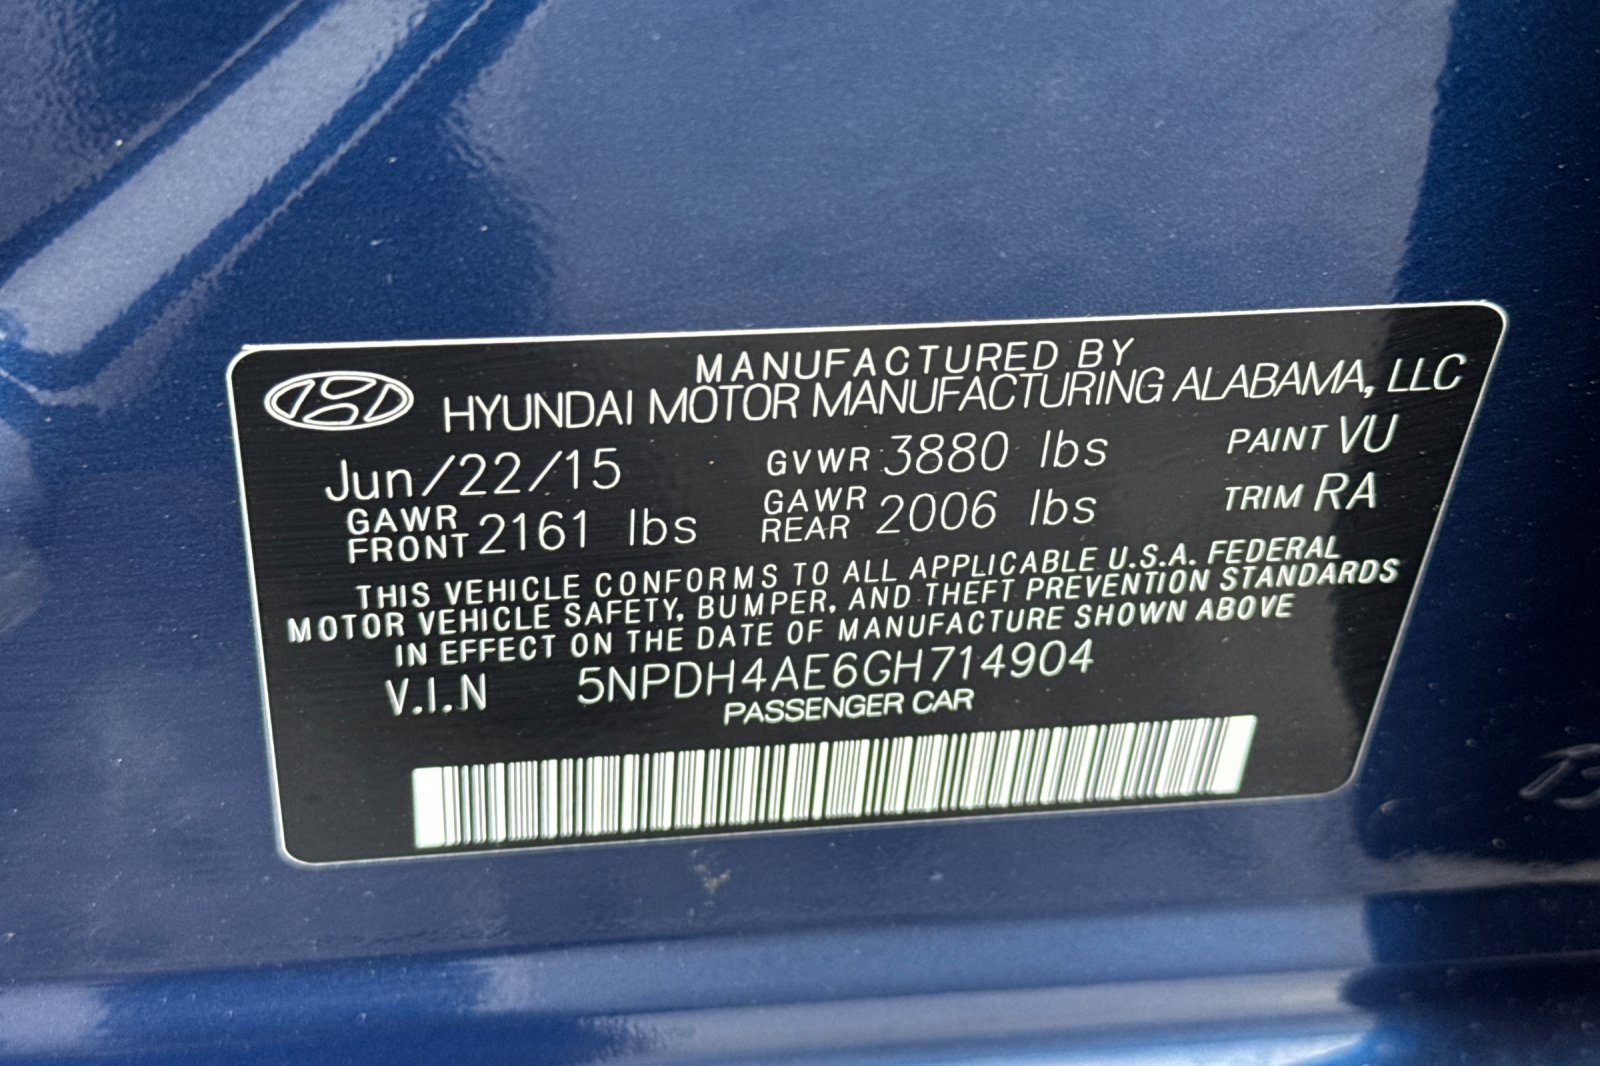 MANUFACTURED BY
HYUNDAI MOTOR MANUFACTURING ALABAMA, LLC
Jun/22/15 GVWR 3880 lbs PAINT VU
GAWR FRONT 2161 lbs GAWR REAR 2006 lbs TRIM RA
THIS VEHICLE CONFORMS TO ALL APPLICABLE U.S.A. FEDERAL
MOTOR VEHICLE SAFETY, BUMPER, AND THEFT PREVENTION STANDARDS
IN EFFECT ON THE DATE OF MANUFACTURE SHOWN ABOVE
V.I.N 5NPDH4AE6GH714904
PASSENGER CAR